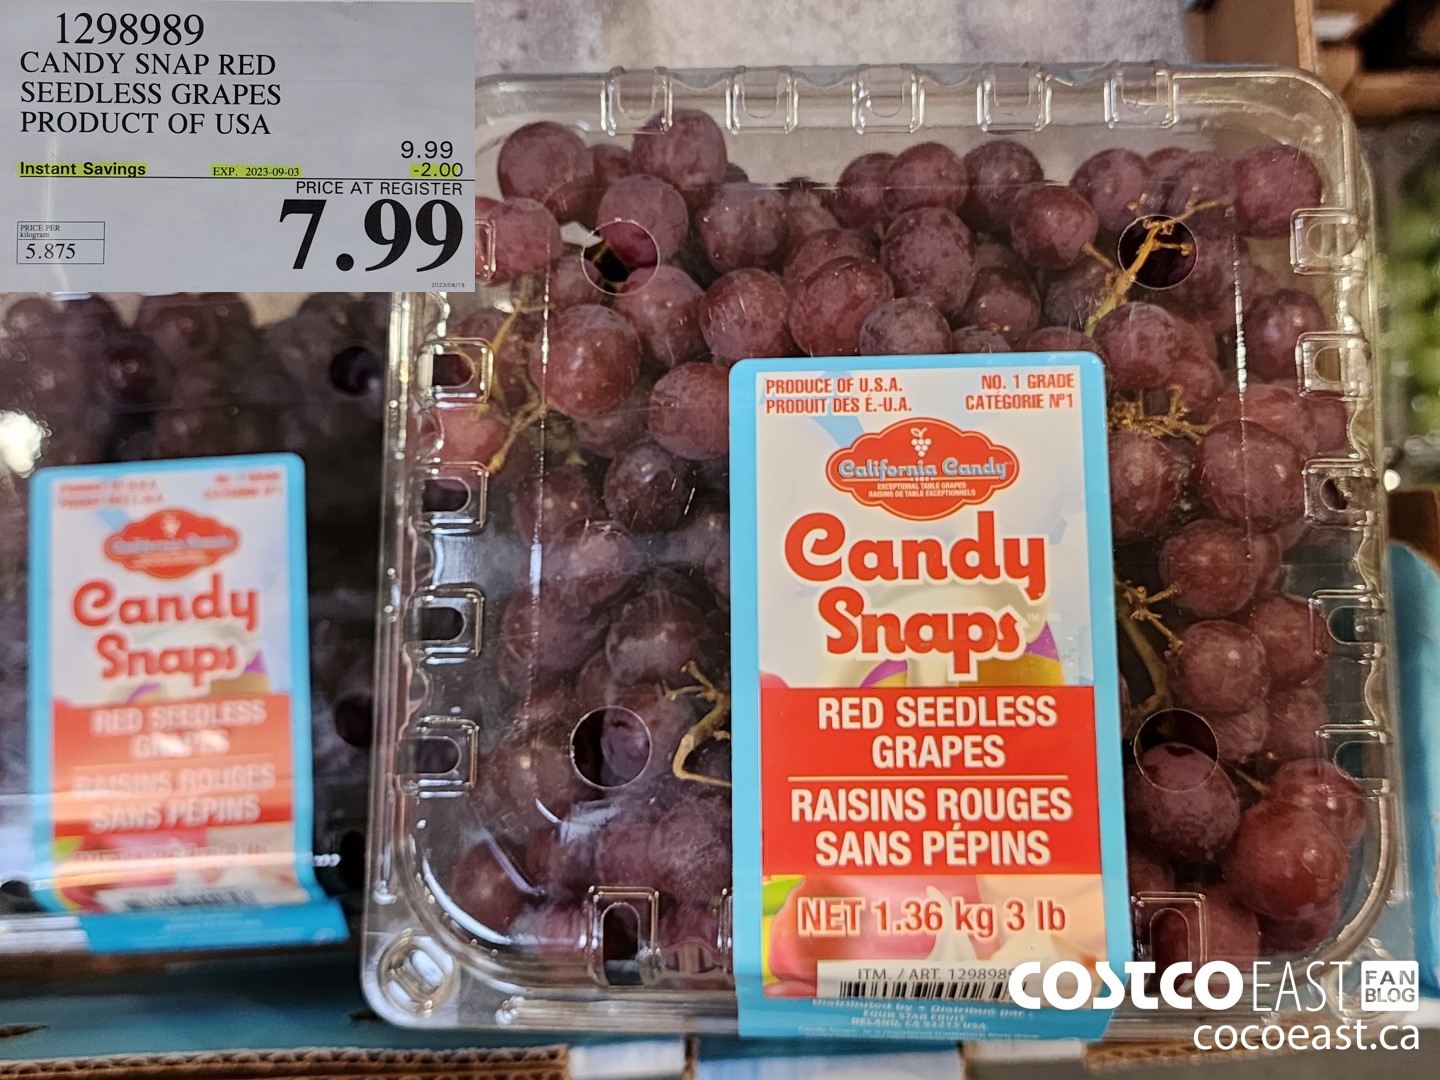 1298989
CANDY SNAP RED
SEEDLESS GRAPES
PRODUCT OF USA
9.99
Instant Savings EXP. 2023-09-03 -2.00
PRICE AT REGISTER
7.99
PRICE PER
kilogram
5.875
2023/08/19
PRODUCE OF U.S.A. NO. 1 GRADE
PRODUIT DES É.-U.A. CATÉGORIE Nº1
California Candy
EXCEPTIONAL TABLE GRAPES
RAISINS DE TABLE EXCEPTIONNELS
Candy
Snaps
RED SEEDLESS
GRAPES
RAISINS ROUGES
SANS PÉPINS
NET 1.36 kg 3 lb
ITM. / ART. 1298989
Distributed by • Distribué par :
FOUR STAR FRUIT
DELANO, CA 93215 USA
Candy
Snaps
RED SEEDLESS
GRAPES
RAISINS ROUGES
SANS PÉPINS
COSTCO EAST FAN
BLOG
cocoeast.ca